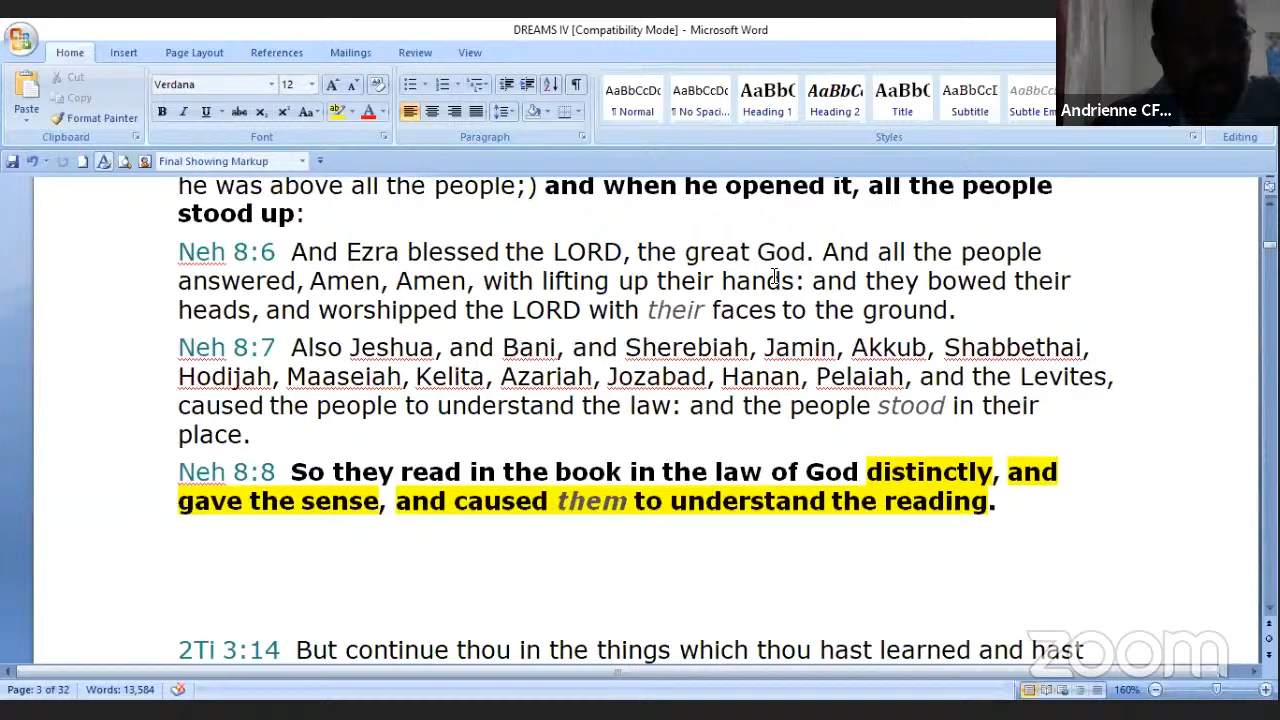 DREAMS IV [Compatibility Mode] - Microsoft Word
Home Insert Page Layout References Mailings Review View
Cut
Copy
Format Painter
Paste
Verdana 12
AaBbCcDc AaBbCcDc AaBbC AaBbCc AaBbC AaBbCcI AaBbCcD
¶ Normal ¶ No Spaci... Heading 1 Heading 2 Title Subtitle Subtle Em
Clipboard Font Paragraph Styles Editing
Andrienne CF...
Final Showing Markup
he was above all the people;) and when he opened it, all the people
stood up:
Neh 8:6 And Ezra blessed the LORD, the great God. And all the people
answered, Amen, Amen, with lifting up their hands: and they bowed their
heads, and worshipped the LORD with their faces to the ground.
Neh 8:7 Also Jeshua, and Bani, and Sherebiah, Jamin, Akkub, Shabbethai,
Hodijah, Maaseiah, Kelita, Azariah, Jozabad, Hanan, Pelaiah, and the Levites,
caused the people to understand the law: and the people stood in their
place.
Neh 8:8 So they read in the book in the law of God distinctly, and
gave the sense, and caused them to understand the reading.
2Ti 3:14 But continue thou in the things which thou hast learned and hast
zoom
Page: 3 of 32 Words: 13,584 160%